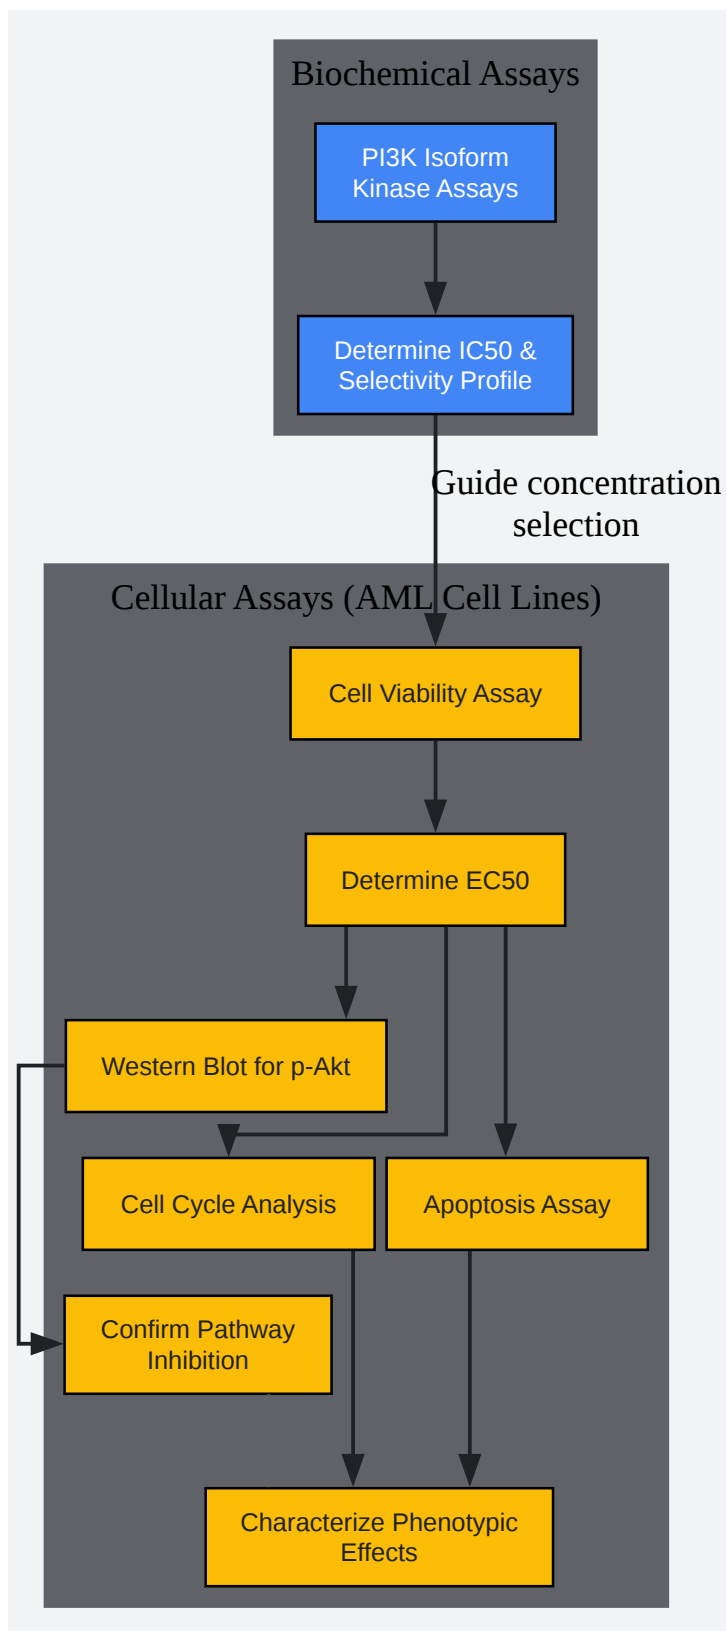 Biochemical Assays
PI3K Isoform
Kinase Assays
Determine IC50 &
Selectivity Profile
Guide concentration
selection
Cellular Assays (AML Cell Lines)
Cell Viability Assay
Determine EC50
Western Blot for p-Akt
Cell Cycle Analysis
Apoptosis Assay
Confirm Pathway
Inhibition
Characterize Phenotypic
Effects